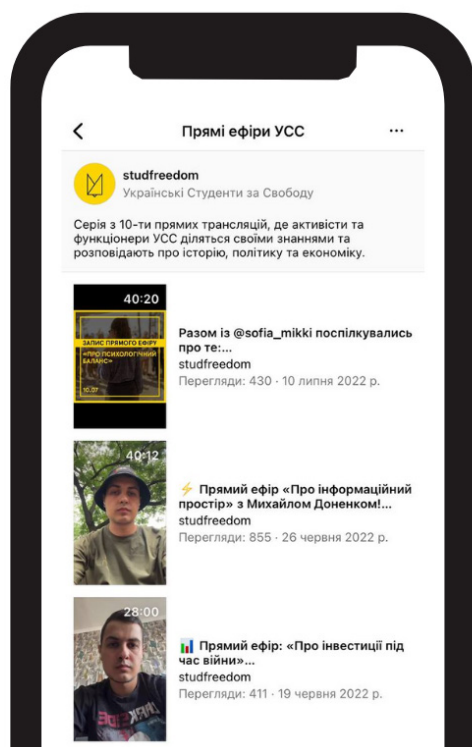 Прямі ефіри УСС
studfreedom
Українські Студенти за Свободу
Серія з 10-ти прямих трансляцій, де активісти та
функціонери УСС діляться своїми знаннями та
розповідають про історію, політику та економіку.
40:20
ЗАПИС ПРЯМОГО ЕФІРУ
«ПРО ПСИХОЛОГІЧНИЙ
БАЛАНС»
10.07
Разом із @sofia_mikki поспілкувались
про те:...
studfreedom
Перегляди: 430 · 10 липня 2022 р.
40:12
⚡ Прямий ефір «Про інформаційний
простір» з Михайлом Доненком!...
studfreedom
Перегляди: 855 · 26 червня 2022 р.
28:00
📊 Прямий ефір: «Про інвестиції під
час війни»...
studfreedom
Перегляди: 411 · 19 червня 2022 р.